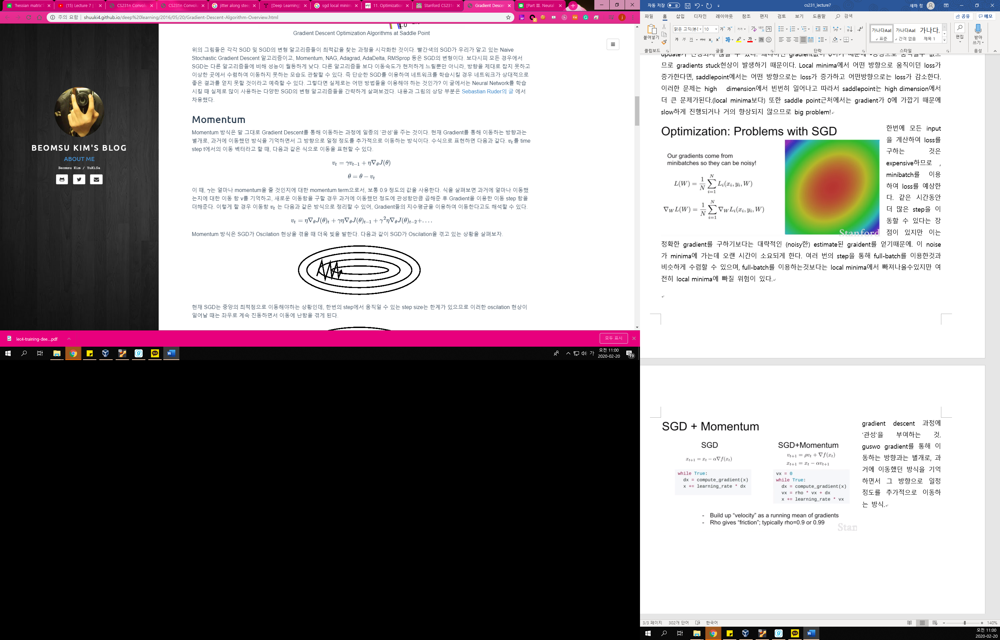 'hessian matrix'
(15) Lecture 7 |
CS231n Convolu
CS231n Convolu
jitter along steep
[Deep Learning]
sgd local minim
11. Optimization
Stanford CS231n
Gradient Descen
[Part Ⅲ. Neural
주의 요함
shuuki4.github.io/deep%20learning/2016/05/20/Gradient-Descent-Algorithm-Overview.html
BEOMSU KIM'S BLOG
ABOUT ME
Beomsu Kim / YuKiSa
Gradient Descent Optimization Algorithms at Saddle Point
위의 그림들은 각각 SGD 및 SGD의 변형 알고리즘들이 최적값을 찾는 과정을 시각화한 것이다. 빨간색의 SGD가 우리가 알고 있는 Naive
Stochastic Gradient Descent 알고리즘이고, Momentum, NAG, Adagrad, AdaDelta, RMSprop 등은 SGD의 변형이다. 보다시피 모든 경우에서
SGD는 다른 알고리즘들에 비해 성능이 월등하게 낮다. 다른 알고리즘들 보다 이동속도가 현저하게 느릴뿐만 아니라, 방향을 제대로 잡지 못하고
이상한 곳에서 수렴하여 이동하지 못하는 모습도 관찰할 수 있다. 즉 단순한 SGD를 이용하여 네트워크를 학습시킬 경우 네트워크가 상대적으로
좋은 결과를 얻지 못할 것이라고 예측할 수 있다. 그렇다면 실제로는 어떤 방법들을 이용해야 하는 것인가? 이 글에서는 Neural Network를 학습
시킬 때 실제로 많이 사용하는 다양한 SGD의 변형 알고리즘들을 간략하게 살펴보겠다. 내용과 그림의 상당 부분은 Sebastian Ruder의 글 에서
차용했다.
Momentum
Momentum 방식은 말 그대로 Gradient Descent를 통해 이동하는 과정에 일종의 ‘관성’을 주는 것이다. 현재 Gradient를 통해 이동하는 방향과는
별개로, 과거에 이동했던 방식을 기억하면서 그 방향으로 일정 정도를 추가적으로 이동하는 방식이다. 수식으로 표현하면 다음과 같다. v_t 를 time
step t에서의 이동 벡터라고 할 때, 다음과 같은 식으로 이동을 표현할 수 있다.
v_t = γv_{t−1} + η∇_θJ(θ)
θ = θ − v_t
이 때, γ는 얼마나 momentum을 줄 것인지에 대한 momentum term으로서, 보통 0.9 정도의 값을 사용한다. 식을 살펴보면 과거에 얼마나 이동했
는지에 대한 이동 항 v를 기억하고, 새로운 이동항을 구할 경우 과거에 이동했던 정도에 관성항만큼 곱해준 후 Gradient을 이용한 이동 step 항을
더해준다. 이렇게 할 경우 이동항 v_t 는 다음과 같은 방식으로 정리할 수 있어, Gradient들의 지수평균을 이용하여 이동한다고도 해석할 수 있다.
v_t = η∇_θJ(θ)_t + γη∇_θJ(θ)_{t−1} + γ²η∇_θJ(θ)_{t−2}+....
Momentum 방식은 SGD가 Oscilation 현상을 겪을 때 더욱 빛을 발한다. 다음과 같이 SGD가 Oscilation을 겪고 있는 상황을 살펴보자.
현재 SGD는 중앙의 최적점으로 이동해야하는 상황인데, 한번의 step에서 움직일 수 있는 step size는 한계가 있으므로 이러한 oscilation 현상이
일어날 때는 좌우로 계속 진동하면서 이동에 난항을 겪게 된다.
lec4-training-dee....pdf
모두 표시
오전 11:00
2020-02-20
19
자동 저장
cs231_lecture7
새하 정
파일 홈 삽입 디자인 레이아웃 참조 편지 검토 보기 도움말 검색
공유 메모
붙여넣기
맑은 고딕(본문 10
가나다AaE 가나다AaE 가나다.
표준 간격 없음 제목 1
편집
받아
쓰기
클립보드 글꼴 단락 스타일 음성
므로 gradients stuck현상이 발생하기 때문이다. Local minima에서 어떤 방향으로 움직이던 loss가
증가한다면, saddlepoint에서는 어떤 방향으로는 loss가 증가하고 어떤방향으로는 loss가 감소한다.
이러한 문제는 high dimension에서 빈번히 일어나고 따라서 saddlepoint는 high dimension에서
더 큰 문제가된다.(local minima보다) 또한 saddle point근처에서는 gradient가 0에 가깝기 때문에
slow하게 진행되거나 거의 향상되지 않으므로 big problem!
Optimization: Problems with SGD
Our gradients come from
minibatches so they can be noisy!
L(W) = 1/N ∑_{i=1}^{N} L_i(x_i, y_i, W)
∇_W L(W) = 1/N ∑_{i=1}^{N} ∇_W L_i(x_i, y_i, W)
Stanford
한번에 모든 input
을 계산하여 loss를
구하는 것은
expensive하므로 ,
minibatch를 이용
하여 loss를 예상한
다. 같은 시간동안
더 많은 step을 이
동할 수 있다는 장
점이 있지만 이는
정확한 gradient를 구하기보다는 대략적인 (noisy한) estimate된 graident를 얻기때문에. 이 noise
가 minima에 가는데 오랜 시간이 소요되게 한다. 여러 번의 step을 통해 full-batch를 이용한것과
비슷하게 수렴할 수 있으며, full-batch를 이용하는것보다는 local minima에서 빠져나올수있지만 여
전히 local minima에 빠질 위험이 있다.
SGD + Momentum
SGD
x_{t+1} = x_t − α∇f(x_t)
while True:
dx = compute_gradient(x)
x += learning_rate * dx
SGD+Momentum
v_{t+1} = ρv_t + ∇f(x_t)
x_{t+1} = x_t − αv_{t+1}
vx = 0
while True:
dx = compute_gradient(x)
vx = rho * vx + dx
x += learning_rate * vx
- Build up “velocity” as a running mean of gradients
- Rho gives “friction”; typically rho=0.9 or 0.99
Stan
gradient descent 과정에
‘관성’을 부여하는 것.
guswo gradient를 통해 이
동하는 방향과는 별개로, 과
거에 이동했던 방식을 기억
하면서 그 방향으로 일정
정도를 추가적으로 이동하
는 방식.
3/3 페이지 302개 단어 한국어
140%
오전 11:00
2020-02-20